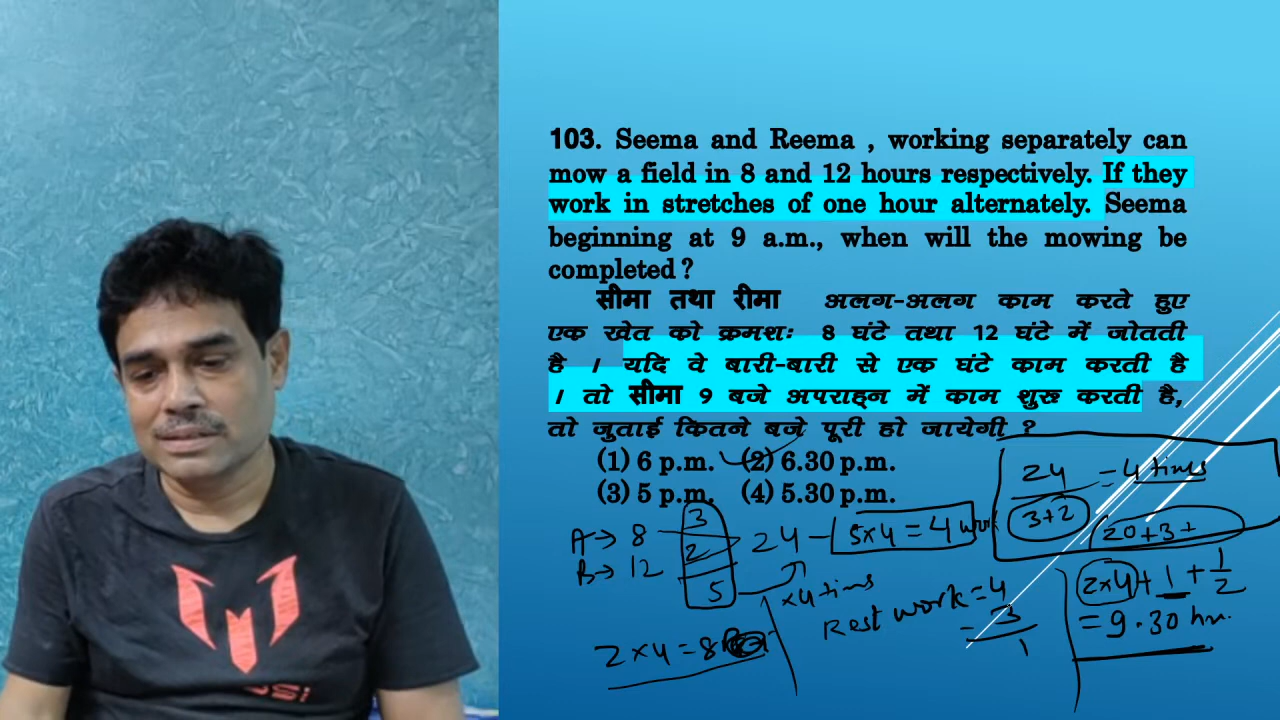 103. Seema and Reema , working separately can
mow a field in 8 and 12 hours respectively. If they
work in stretches of one hour alternately. Seema
beginning at 9 a.m., when will the mowing be
completed ?
सीमा तथा रीमा अलग-अलग काम करते हुए
एक खेत को क्रमशः 8 घंटे तथा 12 घंटे में जोतती
है । यदि वे बारी-बारी से एक घंटे काम करती है
। तो सीमा 9 बजे अपराह्न में काम शुरु करती है,
तो जुताई कितने बजे पूरी हो जायेगी ?
(1) 6 p.m. (2) 6.30 p.m.
(3) 5 p.m. (4) 5.30 p.m.
24/3+2 = 4 times
20+3+
A→ 8 3
B→ 12 2
5
24 – 5×4 = 4 work
×4 times
2×4 = 8
Rest work = 4
- 3
1
2×4 + 1 + 1/2
= 9.30 hr.